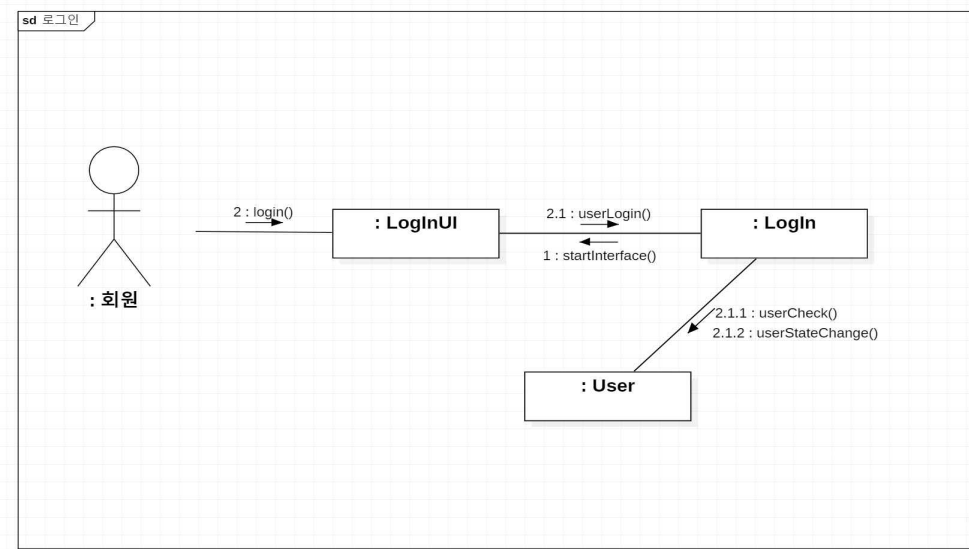 sd 로그인
2 : login()
: LogInUI
2.1 : userLogin()
1 : startInterface()
: LogIn
: 회원
2.1.1 : userCheck()
2.1.2 : userStateChange()
: User